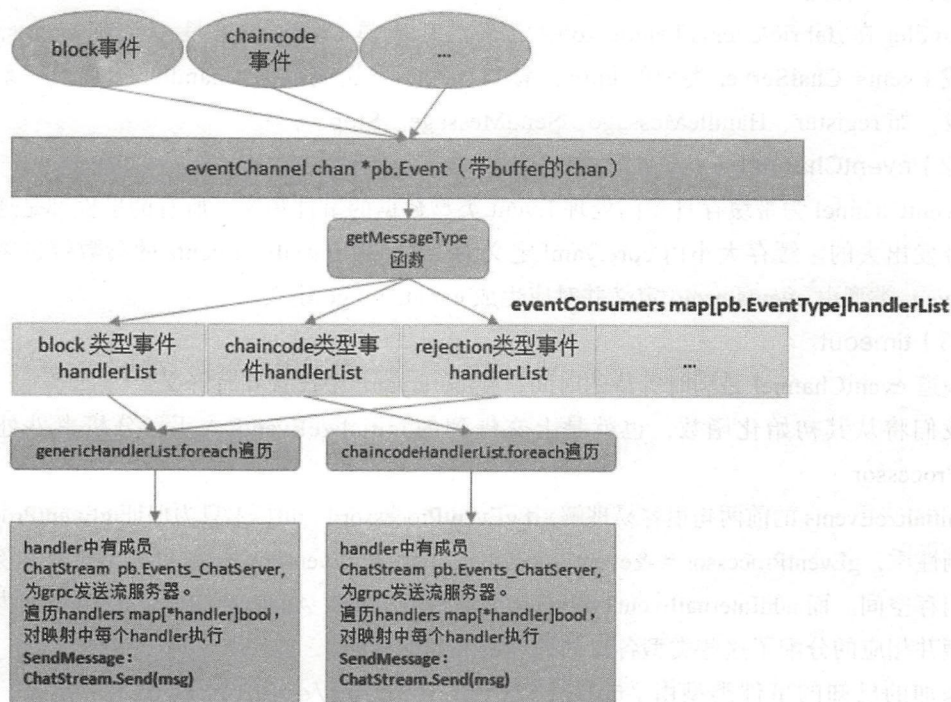 block事件
chaincode
事件
...
eventChannel chan *pb.Event（带buffer的chan）
getMessageType
函数
eventConsumers map[pb.EventType]handlerList
block 类型事件
handlerList
chaincode类型事
件handlerList
rejection类型事件
handlerList
...
genericHandlerList.foreach遍历
chaincodeHandlerList.foreach遍历
handler中有成员
ChatStream pb.Events_ChatServer,
为grpc发送流服务器。
遍历handlers map[*handler]bool，
对映射中每个handler执行
SendMessage：
ChatStream.Send(msg)
handler中有成员
ChatStream pb.Events_ChatServer,
为grpc发送流服务器。
遍历handlers map[*handler]bool，
对映射中每个handler执行
SendMessage：
ChatStream.Send(msg)